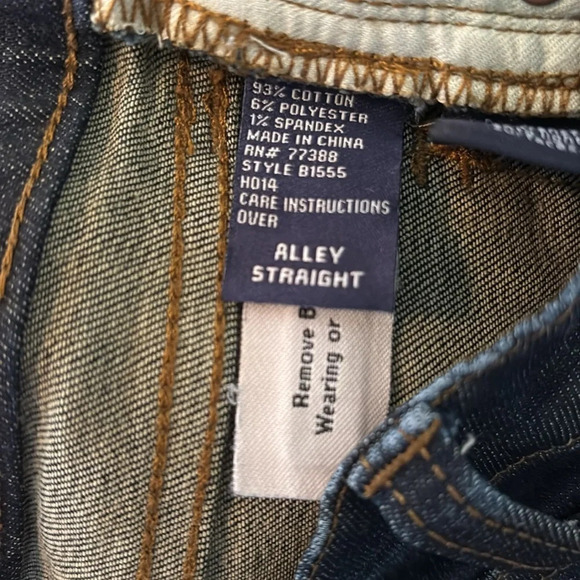 93% COTTON
6% POLYESTER
1% SPANDEX
MADE IN CHINA
RN# 77388
STYLE B1555
H014
CARE INSTRUCTIONS
OVER
ALLEY
STRAIGHT
Remove B
Wearing or